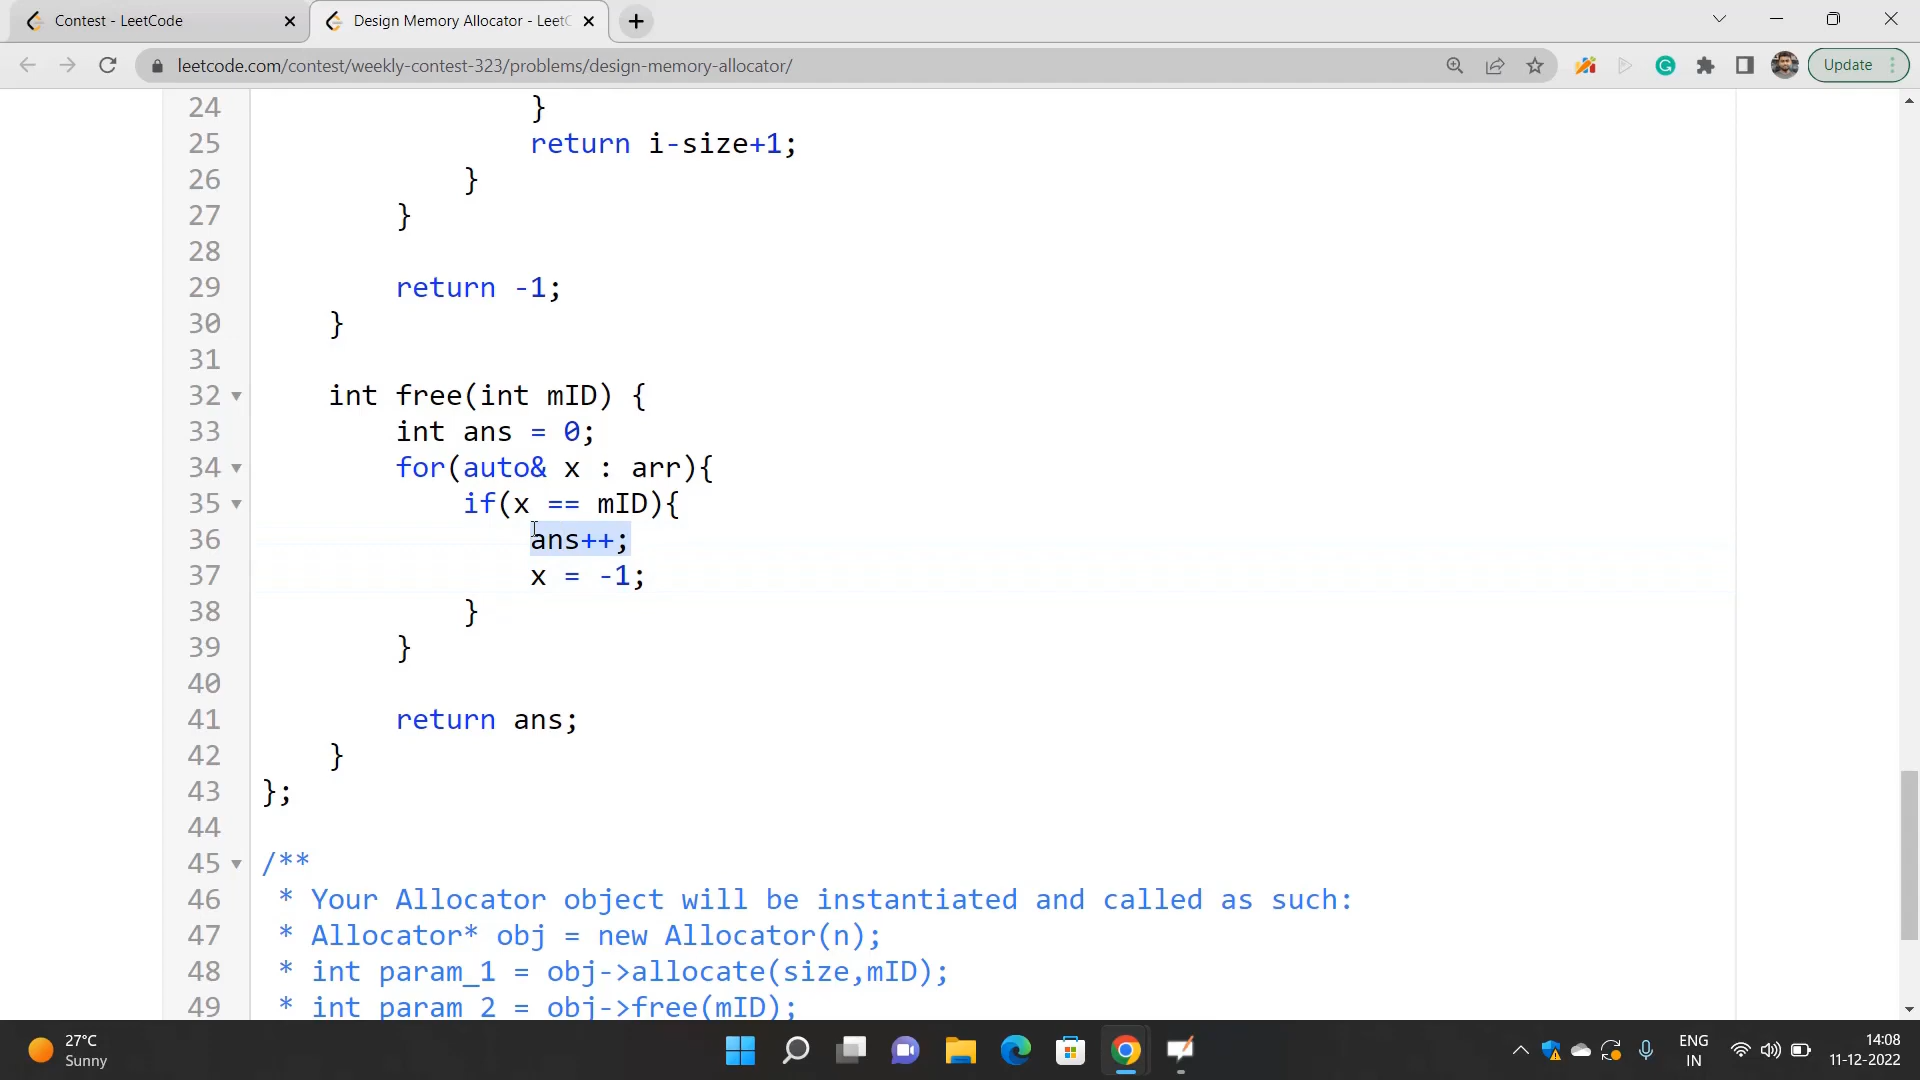 Contest - LeetCode
Design Memory Allocator - LeetC
leetcode.com/contest/weekly-contest-323/problems/design-memory-allocator/
Update
24 }
25 return i-size+1;
26 }
27 }
28
29 return -1;
30 }
31
32 int free(int mID) {
33 int ans = 0;
34 for(auto& x : arr){
35 if(x == mID){
36 ans++;
37 x = -1;
38 }
39 }
40
41 return ans;
42 }
43 };
44
45 /**
46 * Your Allocator object will be instantiated and called as such:
47 * Allocator* obj = new Allocator(n);
48 * int param_1 = obj->allocate(size,mID);
49 * int param_2 = obj->free(mID);
27°C
Sunny
ENG
IN
14:08
11-12-2022